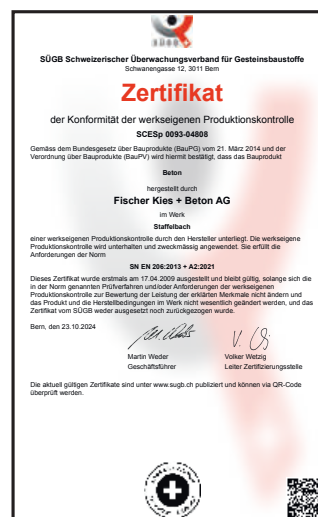 SÜGB
SÜGB Schweizerischer Überwachungsverband für Gesteinsbaustoffe
Schwanengasse 12, 3011 Bern
Zertifikat
der Konformität der werkseigenen Produktionskontrolle
SCESp 0093-04808
Gemäss dem Bundesgesetz über Bauprodukte (BauPG) vom 21. März 2014 und der
Verordnung über Bauprodukte (BauPV) wird hiermit bestätigt, dass das Bauprodukt
Beton
hergestellt durch
Fischer Kies + Beton AG
im Werk
Staffelbach
einer werkseigenen Produktionskontrolle durch den Hersteller unterliegt. Die werkseigene
Produktionskontrolle wird unterhalten und zweckmässig angewendet. Sie erfüllt die
Anforderungen der Norm
SN EN 206:2013 + A2:2021
Dieses Zertifikat wurde erstmals am 17.04.2009 ausgestellt und bleibt gültig, solange sich die
in der Norm genannten Prüfverfahren und/oder Anforderungen der werkseigenen
Produktionskontrolle zur Bewertung der Leistung der erklärten Merkmale nicht ändern und
das Produkt und die Herstellbedingungen im Werk nicht wesentlich geändert werden, und das
Zertifikat vom SÜGB weder ausgesetzt noch zurückgezogen wurde.
Bern, den 23.10.2024
Martin Weder
Volker Wetzig
Geschäftsführer
Leiter Zertifizierungsstelle
Die aktuell gültigen Zertifikate sind unter www.sugb.ch publiziert und können via QR-Code
überprüft werden.